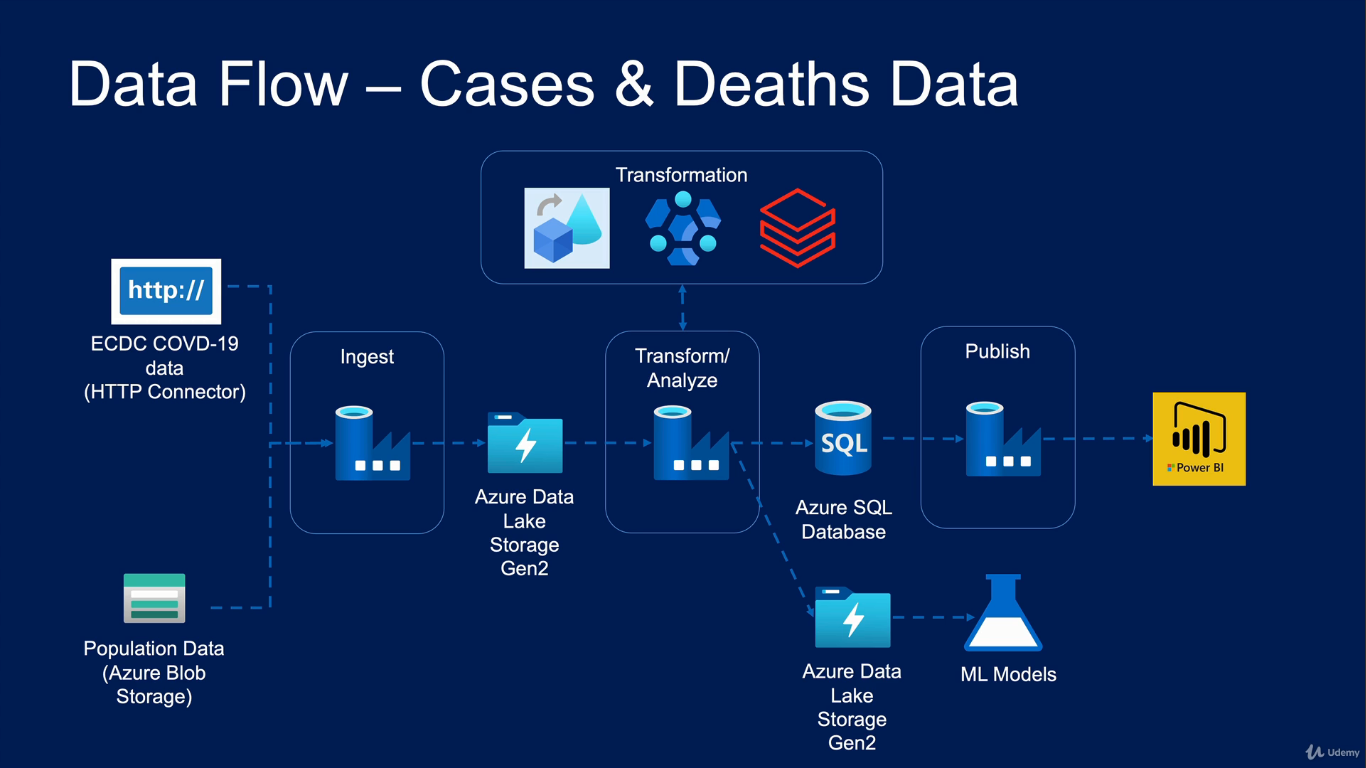 Data Flow – Cases & Deaths Data
Transformation
http://
ECDC COVD-19
data
(HTTP Connector)
Ingest
Transform/
Analyze
Publish
SQL
Power BI
Azure Data
Lake
Storage
Gen2
Azure SQL
Database
Population Data
(Azure Blob
Storage)
Azure Data
Lake
Storage
Gen2
ML Models
Udemy